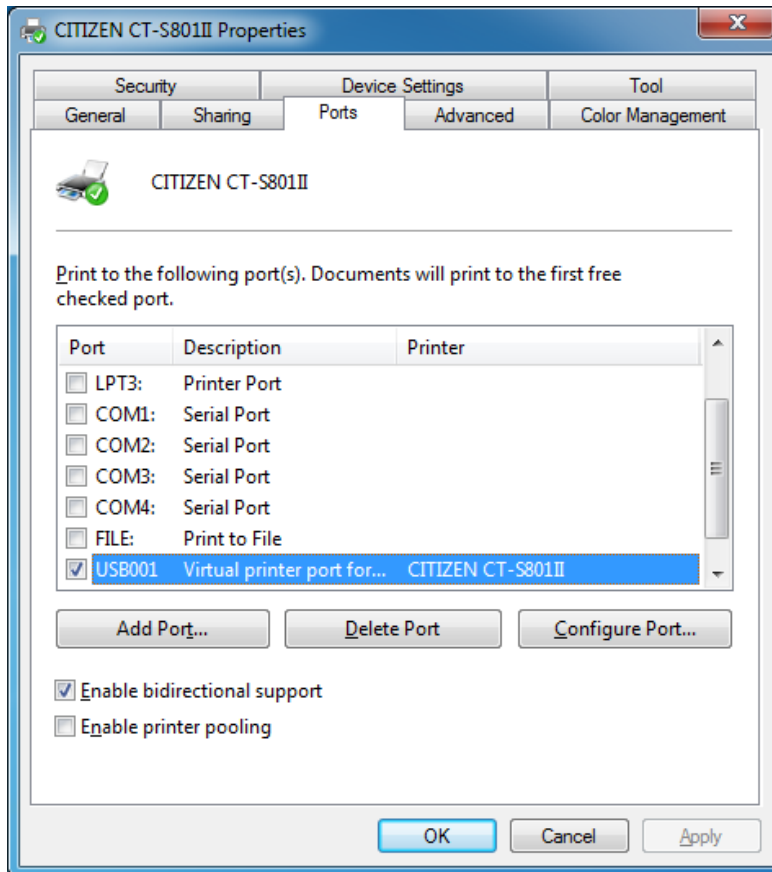 CITIZEN CT-S801II Properties
Security Device Settings Tool
General Sharing Ports Advanced Color Management
CITIZEN CT-S801II
Print to the following port(s). Documents will print to the first free
checked port.
Port Description Printer
LPT3: Printer Port
COM1: Serial Port
COM2: Serial Port
COM3: Serial Port
COM4: Serial Port
FILE: Print to File
USB001 Virtual printer port for... CITIZEN CT-S801II
Add Port... Delete Port Configure Port...
Enable bidirectional support
Enable printer pooling
OK Cancel Apply